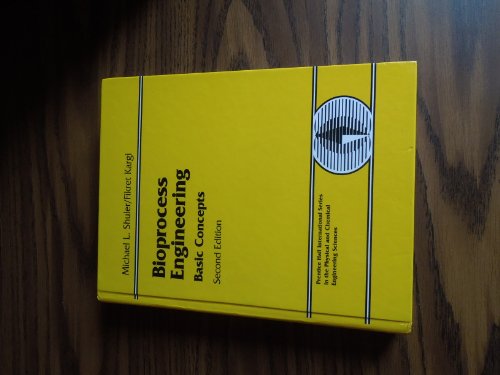 Michael L. Shuler/Fikret Kargi
Bioprocess
Engineering
Basic Concepts
Second Edition
Prentice Hall International Series
in the Physical and Chemical
Engineering Sciences